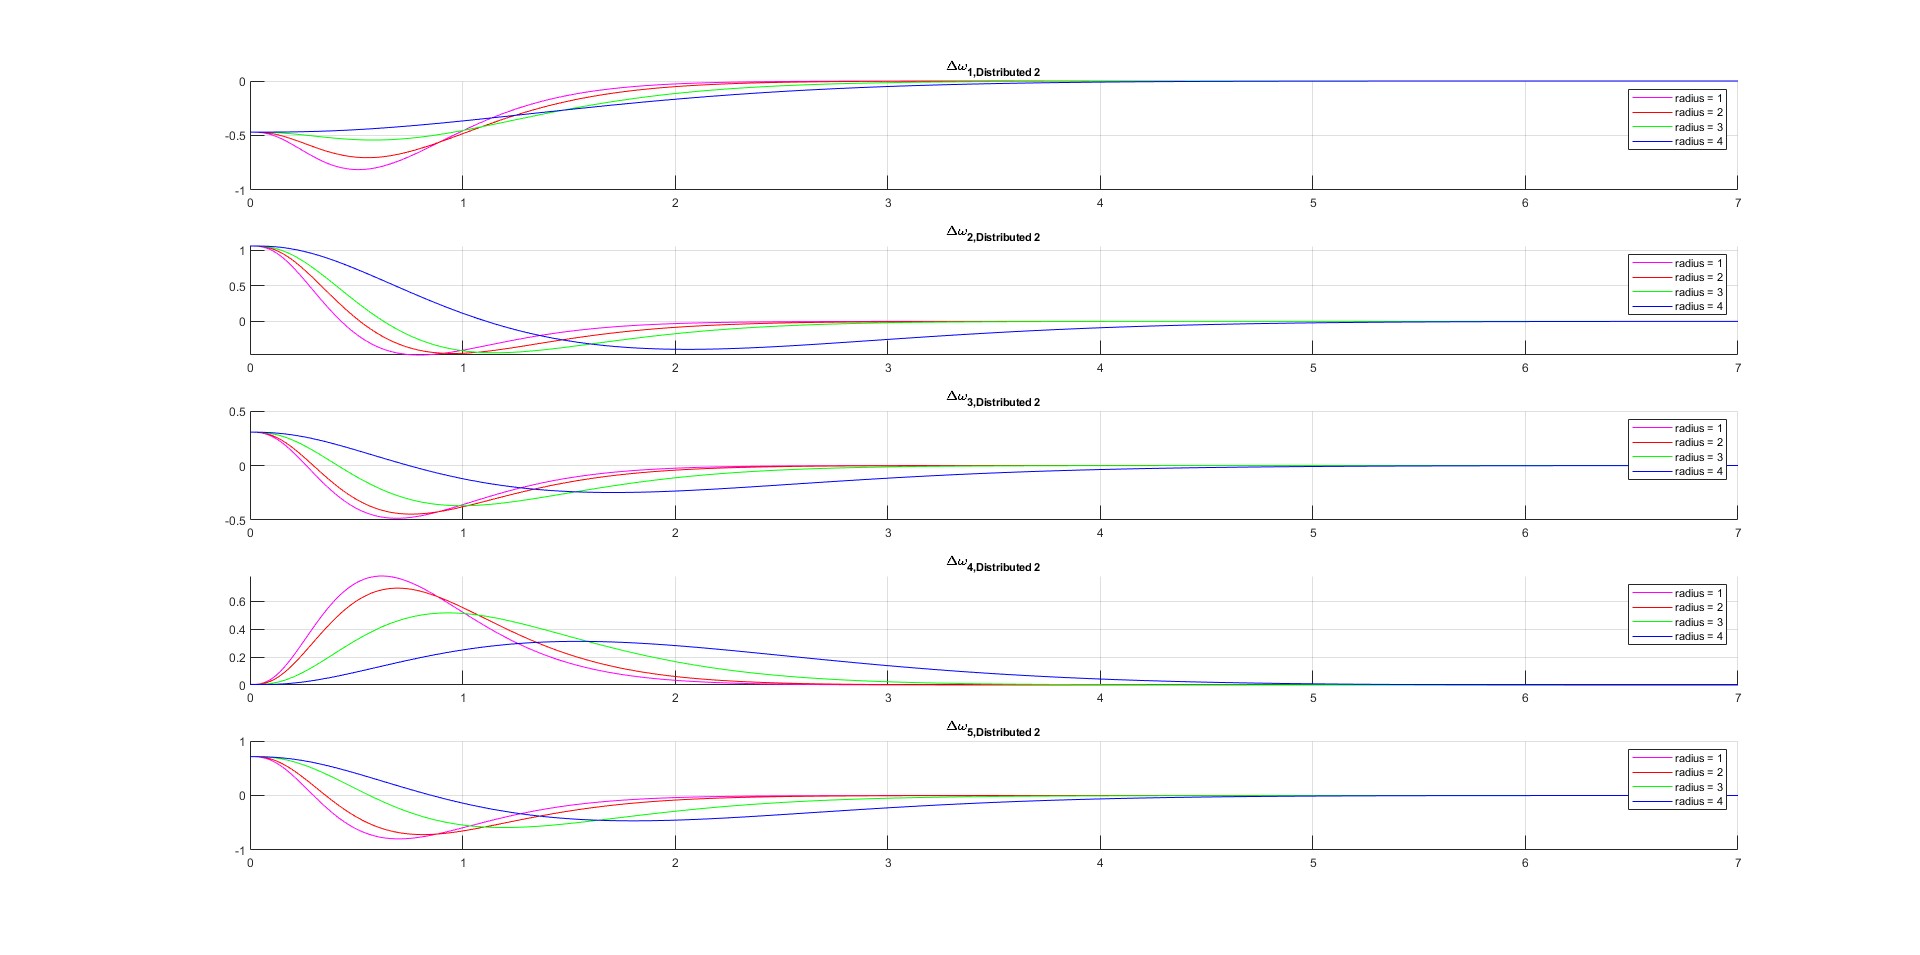 Δω1,Distributed 2
0
-0.5
-1
0 1 2 3 4 5 6 7
radius = 1
radius = 2
radius = 3
radius = 4
Δω2,Distributed 2
1
0.5
0
0 1 2 3 4 5 6 7
radius = 1
radius = 2
radius = 3
radius = 4
Δω3,Distributed 2
0.5
0
-0.5
0 1 2 3 4 5 6 7
radius = 1
radius = 2
radius = 3
radius = 4
Δω4,Distributed 2
0.6
0.4
0.2
0
0 1 2 3 4 5 6 7
radius = 1
radius = 2
radius = 3
radius = 4
Δω5,Distributed 2
1
0
-1
0 1 2 3 4 5 6 7
radius = 1
radius = 2
radius = 3
radius = 4